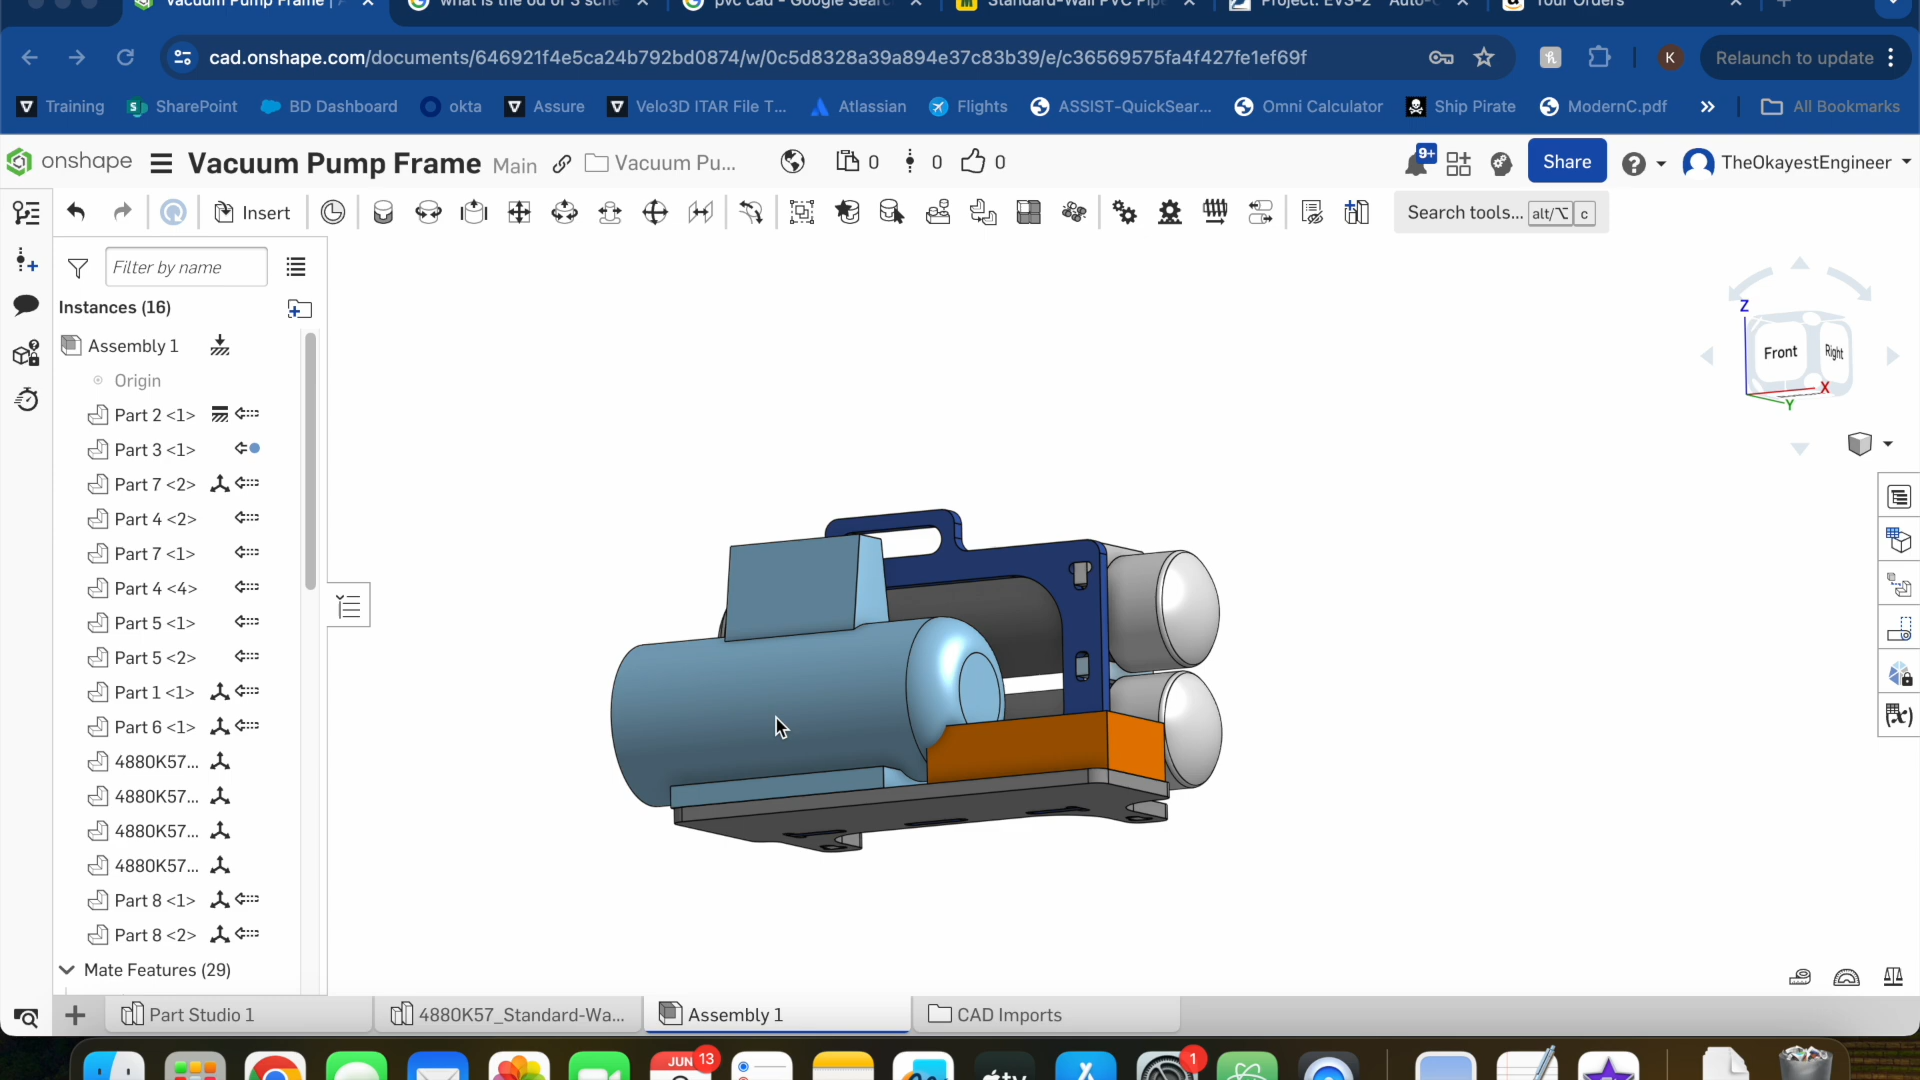 Vacuum Pump Frame |
what is the od of 3 sche
pvc cad - Google Sear
Standard-Wall PVC Pipe
Project: EVS-2 Auto-
Your Orders
cad.onshape.com/documents/646921f4e5ca24b792bd0874/w/0c5d8328a39a894e37c83b39/e/c36569575fa4f427fe1ef69f
K
Relaunch to update
Training
SharePoint
BD Dashboard
okta
Assure
Velo3D ITAR File T...
Atlassian
Flights
ASSIST-QuickSear...
Omni Calculator
Ship Pirate
ModernC.pdf
All Bookmarks
onshape
Vacuum Pump Frame
Main
Vacuum Pu...
0
0
0
9+
Share
TheOkayestEngineer
Insert
Search tools... alt/⌥ c
Filter by name
Instances (16)
Assembly 1
Origin
Part 2 <1>
Part 3 <1>
Part 7 <2>
Part 4 <2>
Part 7 <1>
Part 4 <4>
Part 5 <1>
Part 5 <2>
Part 1 <1>
Part 6 <1>
4880K57...
4880K57...
4880K57...
4880K57...
Part 8 <1>
Part 8 <2>
Mate Features (29)
Z
Front
Right
X
Y
(x)
Part Studio 1
4880K57_Standard-Wa...
Assembly 1
CAD Imports
JUN
13
tv
1